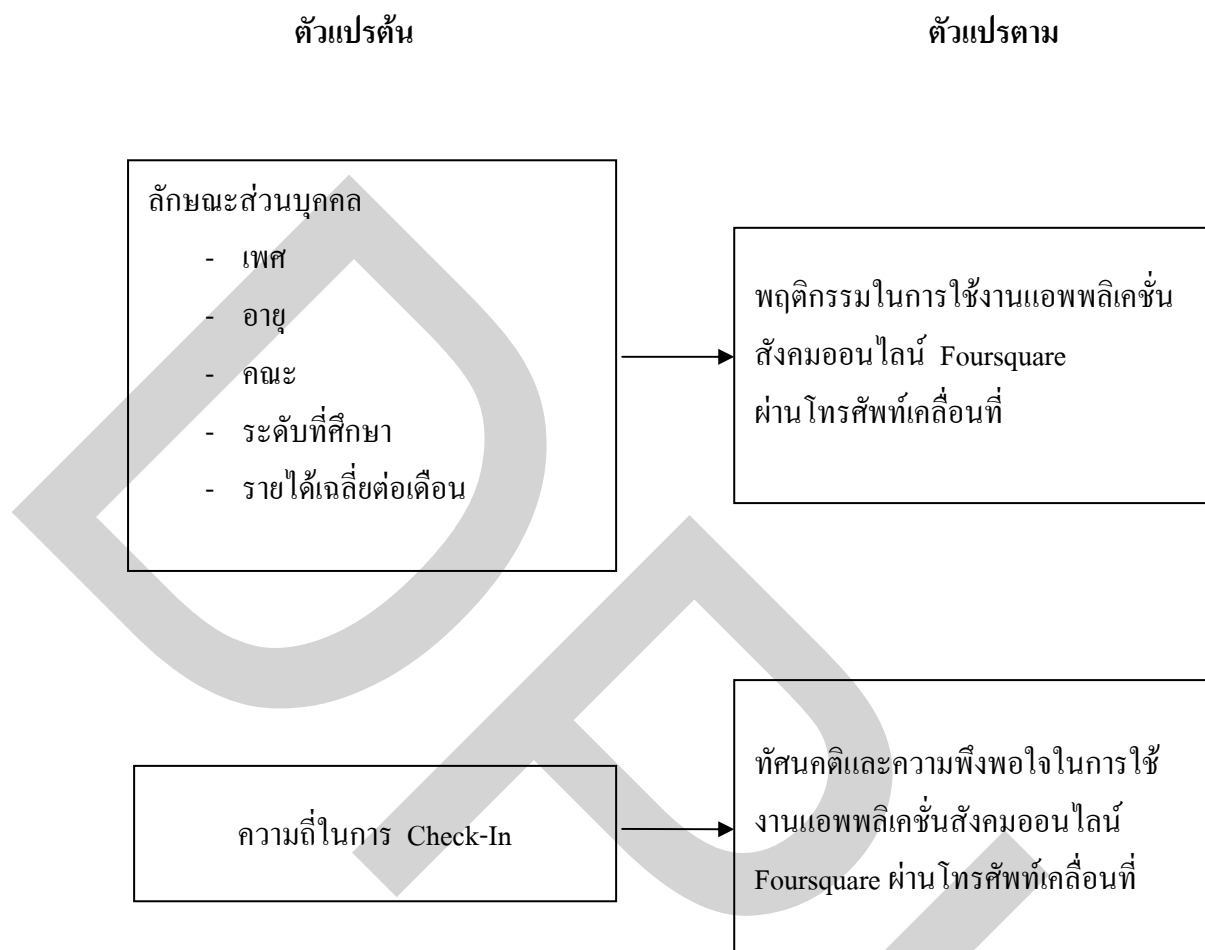 ตัวแปรต้น
ตัวแปรตาม
ลักษณะส่วนบุคคล
- เพศ
- อายุ
- คณะ
- ระดับที่ศึกษา
- รายได้เฉลี่ยต่อเดือน
พฤติกรรมในการใช้งานแอพพลิเคชั่น
สังคมออนไลน์ Foursquare
ผ่านโทรศัพท์เคลื่อนที่
ความถี่ในการ Check-In
ทัศนคติและความพึงพอใจในการใช้
งานแอพพลิเคชั่นสังคมออนไลน์
Foursquare ผ่านโทรศัพท์เคลื่อนที่